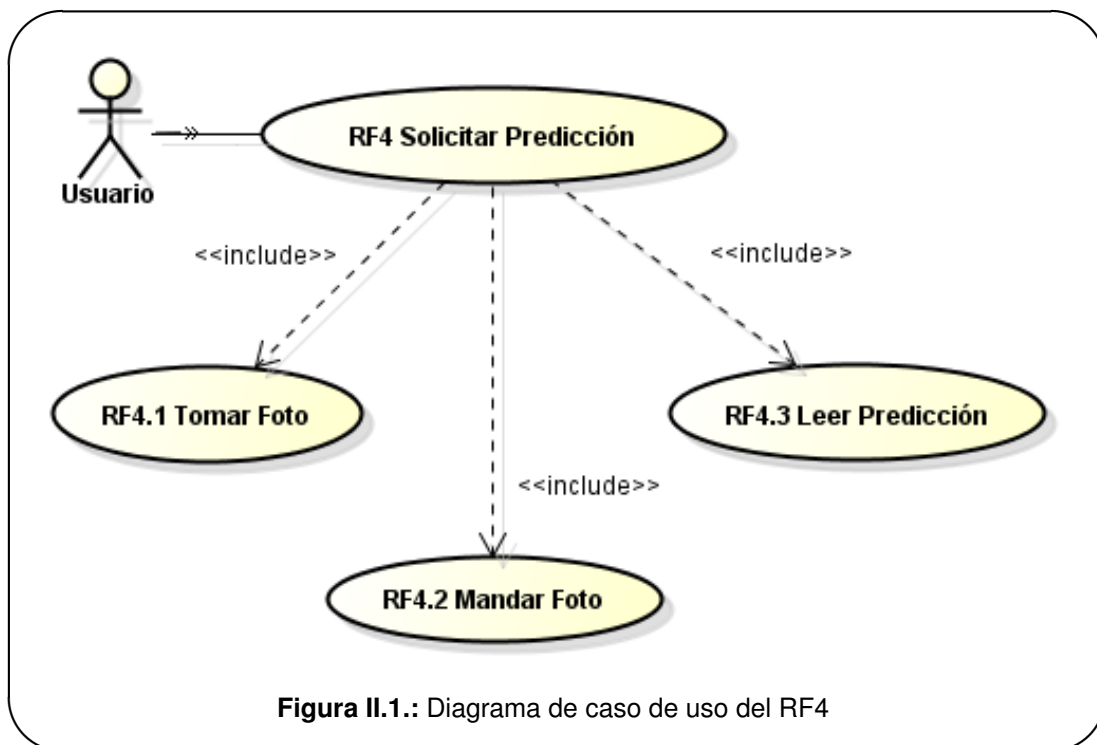 RF4 Solicitar Predicción
Usuario
<<include>>
<<include>>
RF4.1 Tomar Foto
RF4.3 Leer Predicción
<<include>>
RF4.2 Mandar Foto
Figura II.1.: Diagrama de caso de uso del RF4